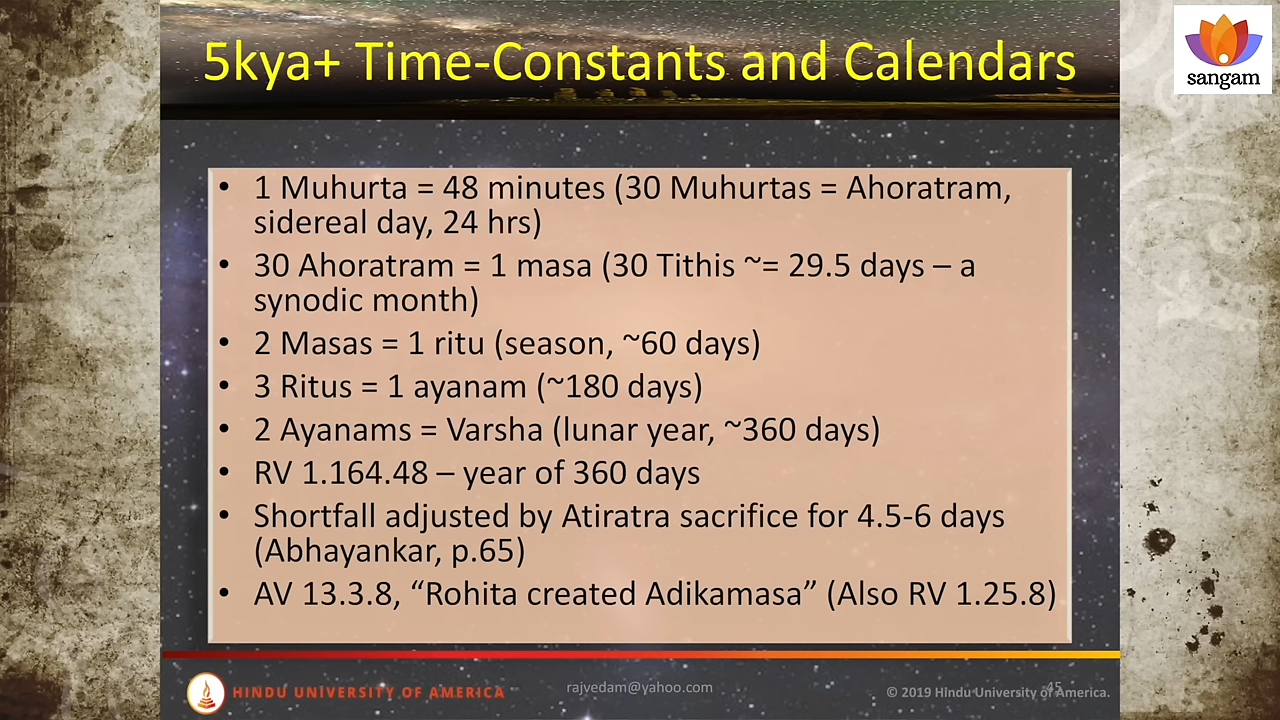 5kya+ Time-Constants and Calendars
sangam
• 1 Muhurta = 48 minutes (30 Muhurtas = Ahoratram,
sidereal day, 24 hrs)
• 30 Ahoratram = 1 masa (30 Tithis ~= 29.5 days – a
synodic month)
• 2 Masas = 1 ritu (season, ~60 days)
• 3 Ritus = 1 ayanam (~180 days)
• 2 Ayanams = Varsha (lunar year, ~360 days)
• RV 1.164.48 – year of 360 days
• Shortfall adjusted by Atiratra sacrifice for 4.5-6 days
(Abhayankar, p.65)
• AV 13.3.8, “Rohita created Adikamasa” (Also RV 1.25.8)
HINDU UNIVERSITY OF AMERICA
rajvedam@yahoo.com
45
© 2019 Hindu University of America.